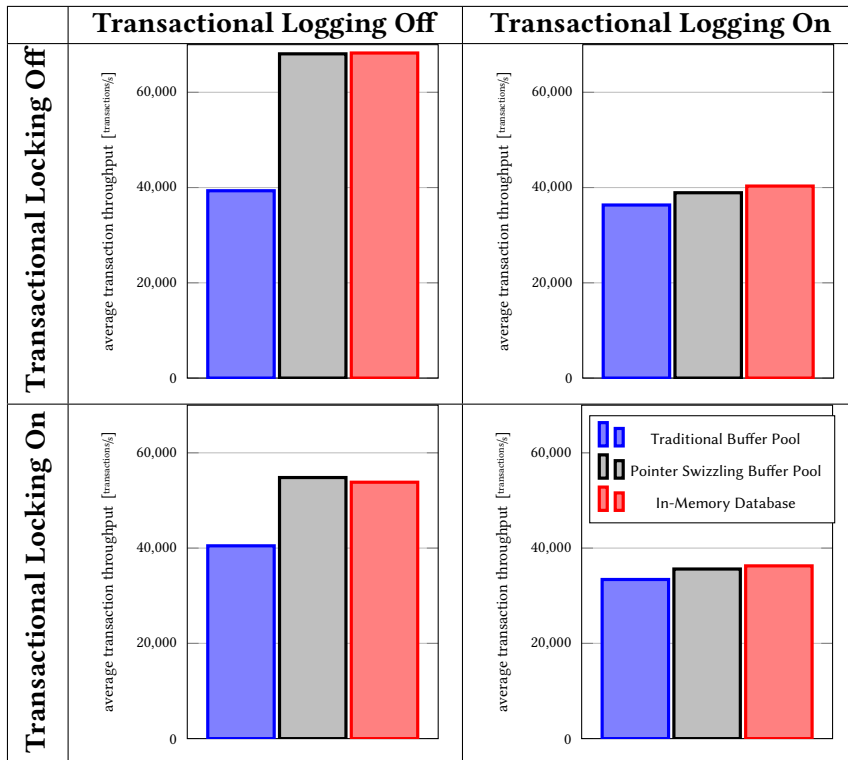 Transactional Logging Off
Transactional Logging On
Transactional Locking Off
average transaction throughput [transactions/s]
60,000
40,000
20,000
0
average transaction throughput [transactions/s]
60,000
40,000
20,000
0
Transactional Locking On
average transaction throughput [transactions/s]
60,000
40,000
20,000
0
average transaction throughput [transactions/s]
60,000
40,000
20,000
0
Traditional Buffer Pool
Pointer Swizzling Buffer Pool
In-Memory Database